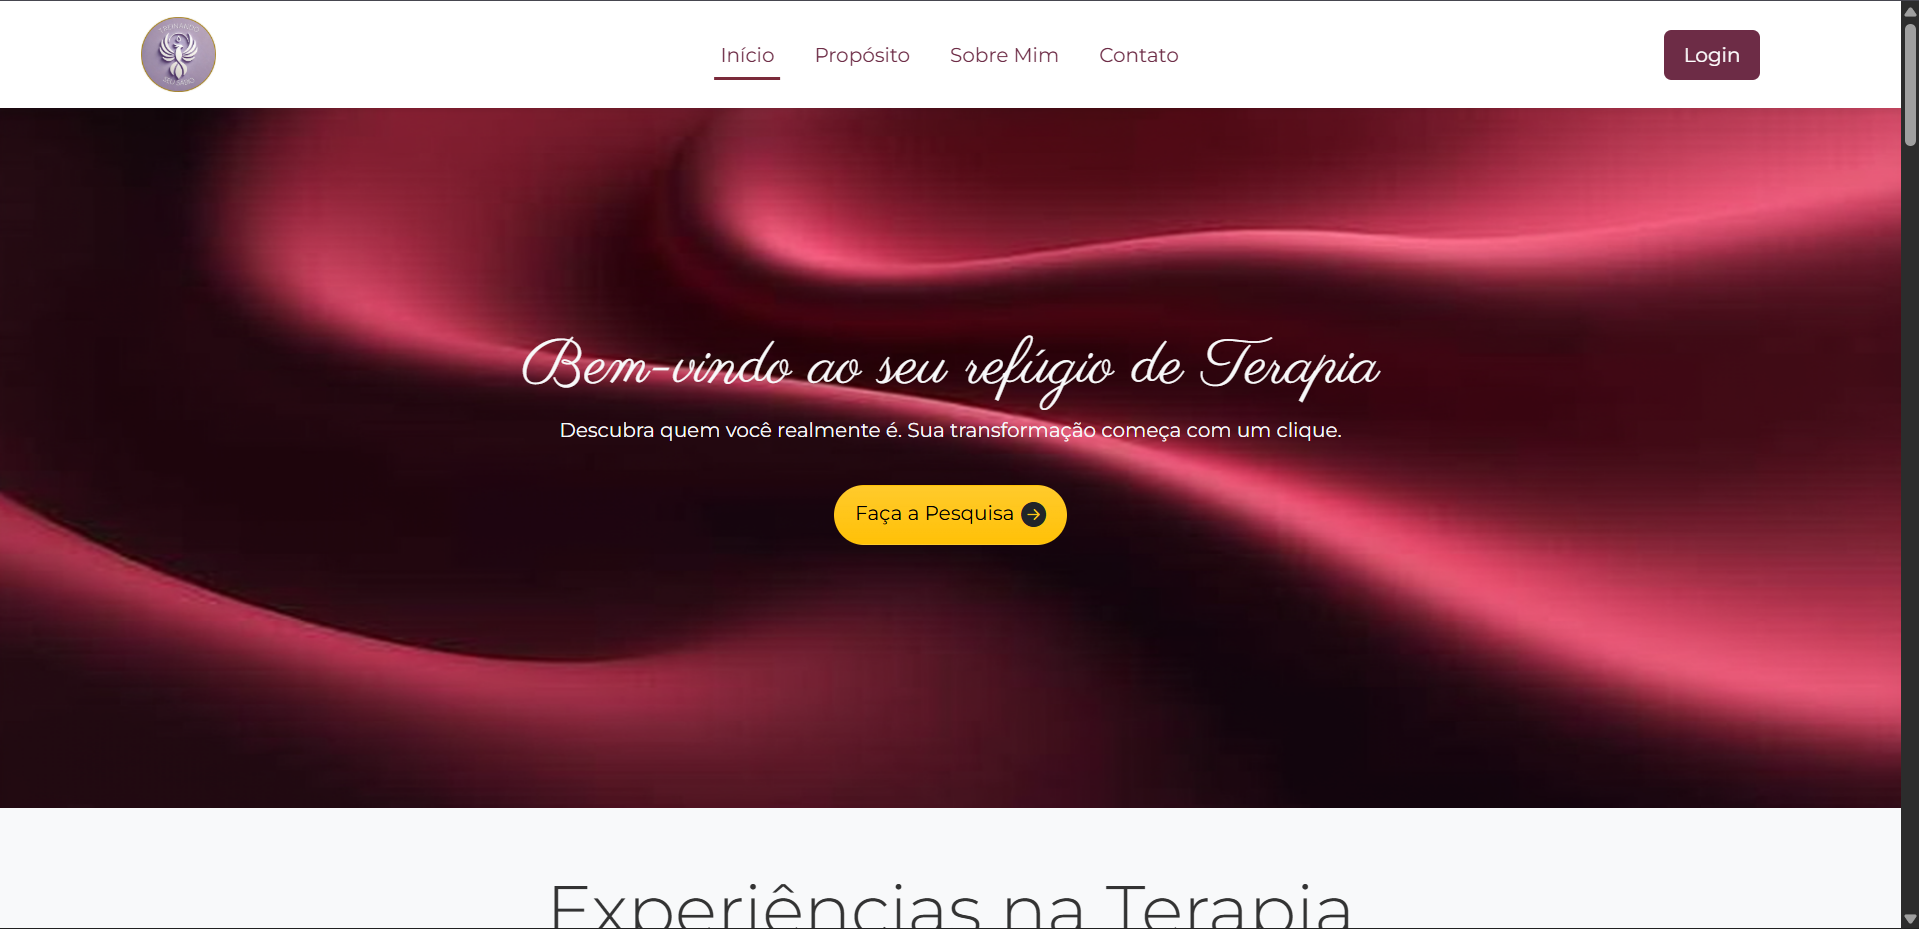 Início
Propósito
Sobre Mim
Contato
Login
Bem-vindo ao seu refúgio de Terapia
Descubra quem você realmente é. Sua transformação começa com um clique.
Faça a Pesquisa
Experiências na Terapia